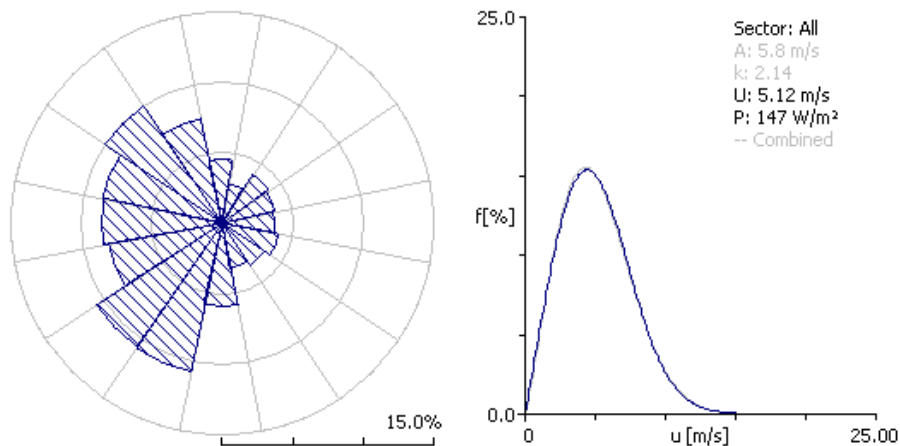 15.0%
25.0
Sector: All
A: 5.8 m/s
k: 2.14
U: 5.12 m/s
P: 147 W/m²
-- Combined
f[%]
0.0
0 u [m/s] 25.00